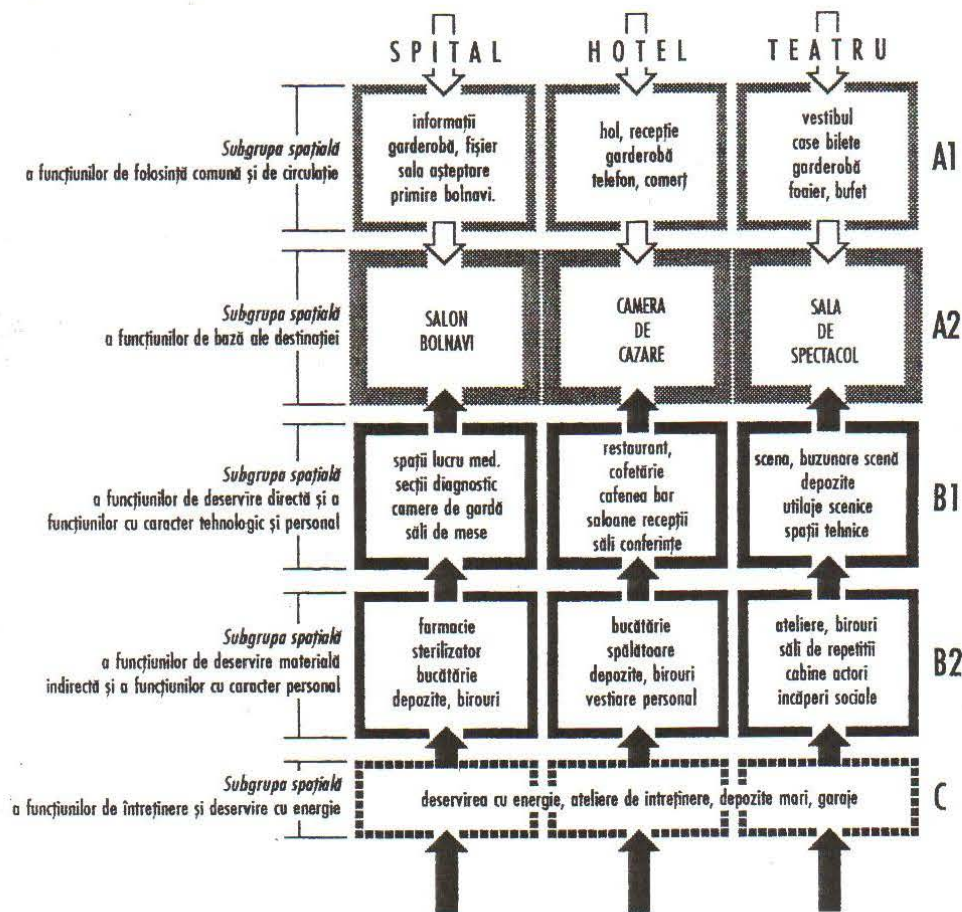 SPITAL
HOTEL
TEATRU
Subgrupa spațială
a funcțiunilor de folosință comună și de circulație
informații
garderobă, fișier
sala așteptare
primire bolnavi.
hol, recepție
garderobă
telefon, comerț
vestibul
case bilete
garderobă
foaier, bufet
A1
Subgrupa spațială
a funcțiunilor de bază ale destinației
SALON
BOLNAVI
CAMERA
DE
CAZARE
SALA
DE
SPECTACOL
A2
Subgrupa spațială
a funcțiunilor de deservire directă și a
funcțiunilor cu caracter tehnologic și personal
spații lucru med.
secții diagnostic
camere de gardă
săli de mese
restaurant,
cofetărie
cafenea bar
saloane recepții
săli conferințe
scena, buzunare scenă
depozite
utilaje scenice
spații tehnice
B1
Subgrupa spațială
a funcțiunilor de deservire materială
indirectă și a funcțiunilor cu caracter personal
farmacie
sterilizator
bucătărie
depozite, birouri
bucătărie
spălătoare
depozite, birouri
vestiare personal
ateliere, birouri
săli de repetitii
cabine actori
incăperi sociale
B2
Subgrupa spațială
a funcțiunilor de întreținere și deservire cu energie
deservirea cu energie, ateliere de intreținere, depozite mari, garaje
C